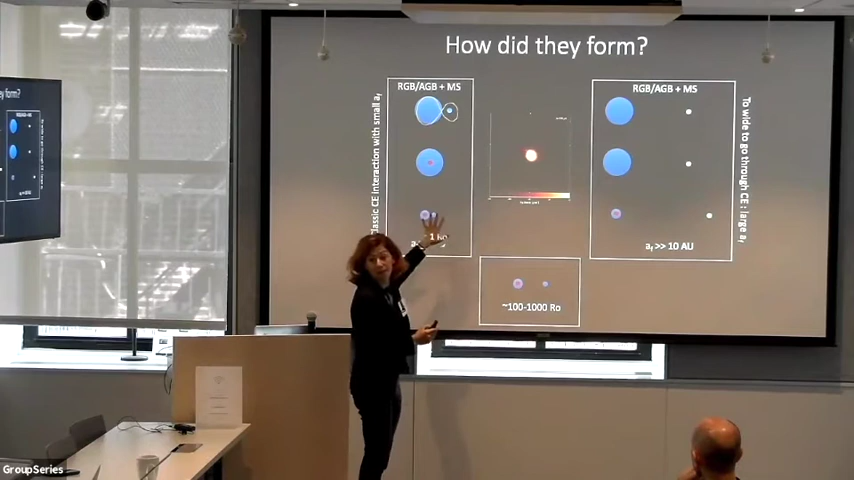 How did they form?
RGB/AGB + MS
RGB/AGB + MS
classic CE interaction with small af
To wide to go through CE : large af
af >> 10 AU
~100-1000 Ro
GroupSeries